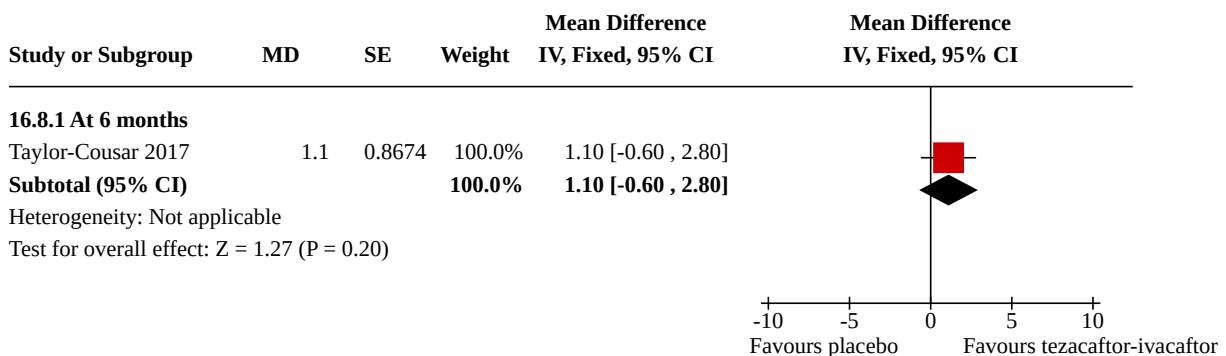 Mean Difference Mean Difference
Study or Subgroup MD SE Weight IV, Fixed, 95% CI IV, Fixed, 95% CI
16.8.1 At 6 months
Taylor-Cousar 2017 1.1 0.8674 100.0% 1.10 [-0.60 , 2.80]
Subtotal (95% CI) 100.0% 1.10 [-0.60 , 2.80]
Heterogeneity: Not applicable
Test for overall effect: Z = 1.27 (P = 0.20)
-10 -5 0 5 10
Favours placebo Favours tezacaftor-ivacaftor